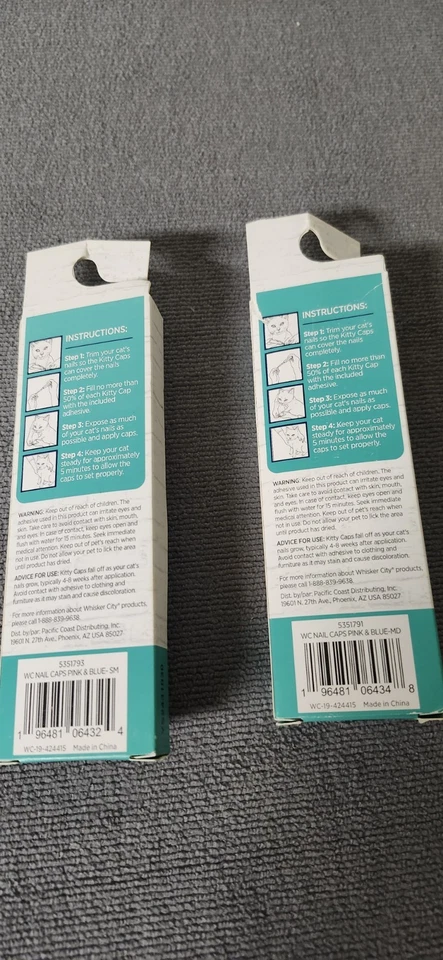 INSTRUCTIONS:
Step 1: Trim your cat's
nails so the Kitty Caps
can cover the nails
completely.
Step 2: Fill no more than
50% of each Kitty Cap
with the included
adhesive.
Step 3: Expose as much
of your cat's nails as
possible and apply caps.
Step 4: Keep your cat
steady for approximately
5 minutes to allow the
caps to set properly.
WARNING: Keep out of reach of children. The
adhesive used in this product can irritate eyes and
skin. Take care to avoid contact with skin, mouth,
and eyes. In case of contact, keep eyes open and
flush with water for 15 minutes. Seek immediate
medical attention. Keep out of pet's reach when
not in use. Do not allow your pet to lick the area
until product has dried.
ADVICE FOR USE: Kitty Caps fall off as your cat's
nails grow, typically 4-8 weeks after application.
Avoid contact with adhesive to clothing and
furniture as it may stain and cause discoloration.
For more information about Whisker City® products,
please call 1-888-839-9638
Dist. by/par: Pacific Coast Distributing, Inc.
19601 N. 27th Ave., Phoenix, AZ USA 85027
5351793
WC NAIL CAPS PINK & BLUE- SM
1 96481 06432 4
WC-19-424415 Made in China
INSTRUCTIONS:
Step 1: Trim your cat's
nails so the Kitty Caps
can cover the nails
completely.
Step 2: Fill no more than
50% of each Kitty Cap
with the included
adhesive.
Step 3: Expose as much
of your cat's nails as
possible and apply caps.
Step 4: Keep your cat
steady for approximately
5 minutes to allow the
caps to set properly.
WARNING: Keep out of reach of children. The
adhesive used in this product can irritate eyes and
skin. Take care to avoid contact with skin, mouth,
and eyes. In case of contact, keep eyes open and
flush with water for 15 minutes. Seek immediate
medical attention. Keep out of pet's reach when
not in use. Do not allow your pet to lick the area
until product has dried.
ADVICE FOR USE: Kitty Caps fall off as your cat's
nails grow, typically 4-8 weeks after application.
Avoid contact with adhesive to clothing and
furniture as it may stain and cause discoloration.
For more information about Whisker City® products,
please call 1-888-839-9638
Dist. by/par: Pacific Coast Distributing, Inc.
19601 N. 27th Ave., Phoenix, AZ USA 85027
5351791
WC NAIL CAPS PINK & BLUE-MD
1 96481 06434 8
WC-19-424415 Made in China